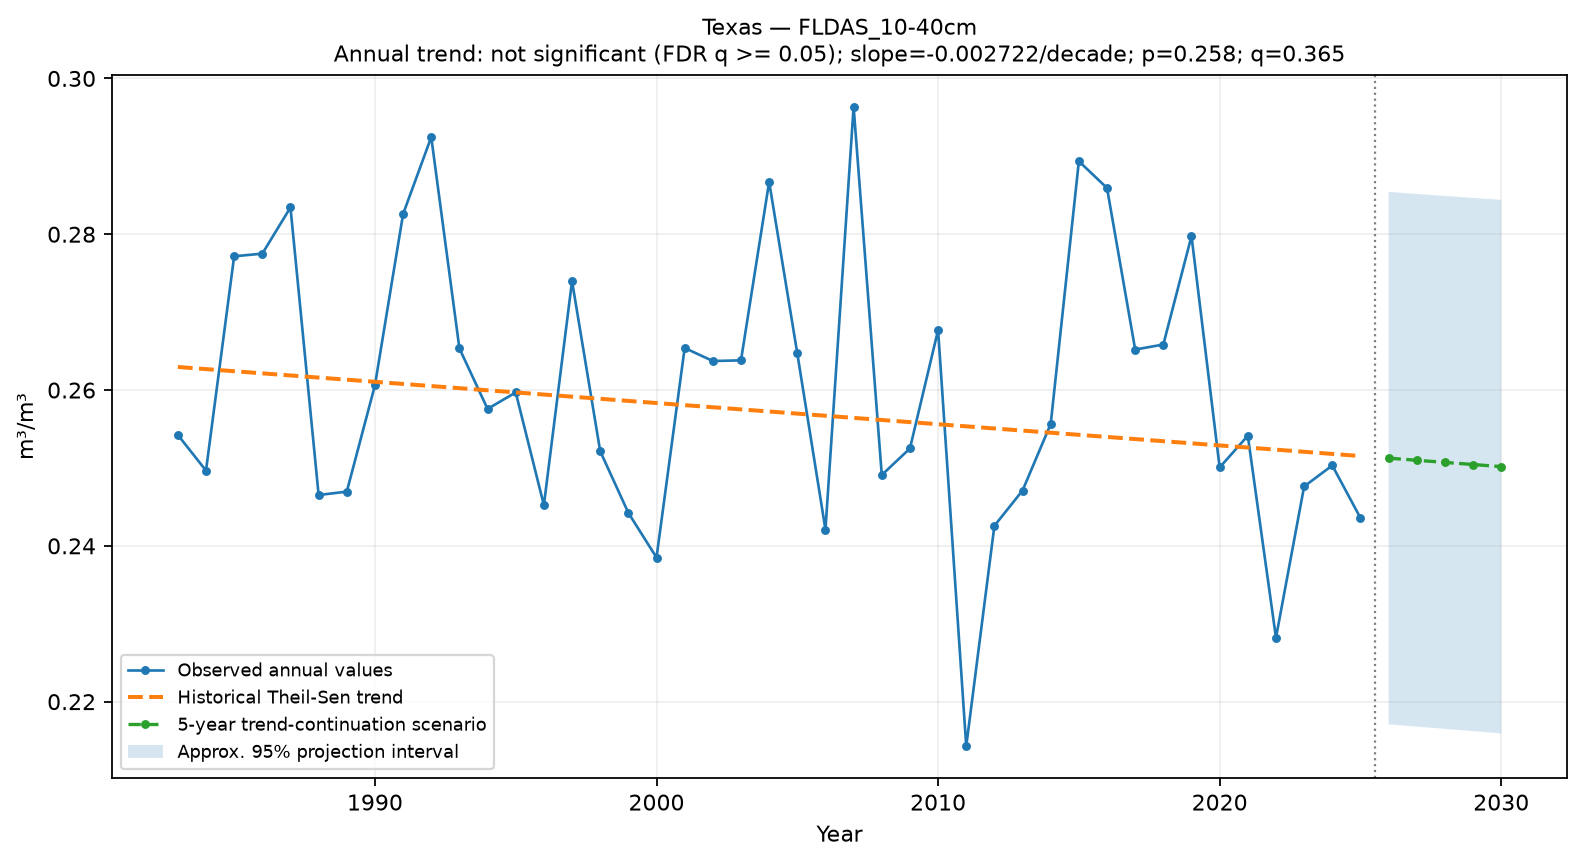 Texas — FLDAS_10-40cm
Annual trend: not significant (FDR q >= 0.05); slope=-0.002722/decade; p=0.258; q=0.365
0.30
0.28
0.26
0.24
0.22
m³/m³
Observed annual values
Historical Theil-Sen trend
5-year trend-continuation scenario
Approx. 95% projection interval
1990
2000
2010
2020
2030
Year